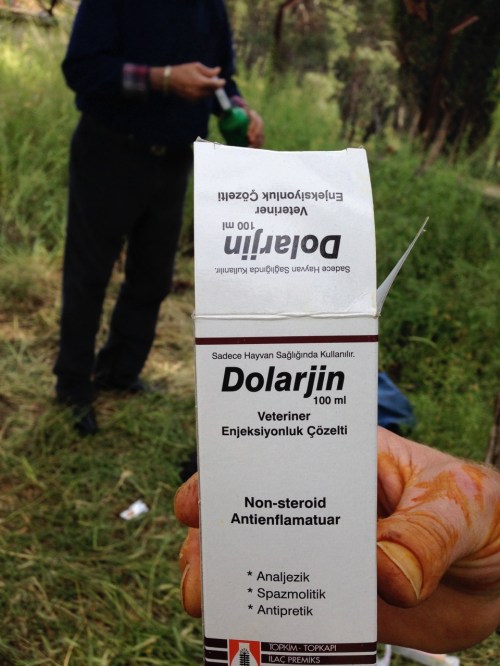 Sadece Hayvan Sağlığında Kullanılır.
Dolarjin
100 ml
Veteriner
Enjeksiyonluk Çözelti
Sadece Hayvan Sağlığında Kullanılır.
Dolarjin
100 ml
Veteriner
Enjeksiyonluk Çözelti
Non-steroid
Antienflamatuar
* Analjezik
* Spazmolitik
* Antipretik
TOPKİM - TOPKAPI
İLAÇ PREMİKS